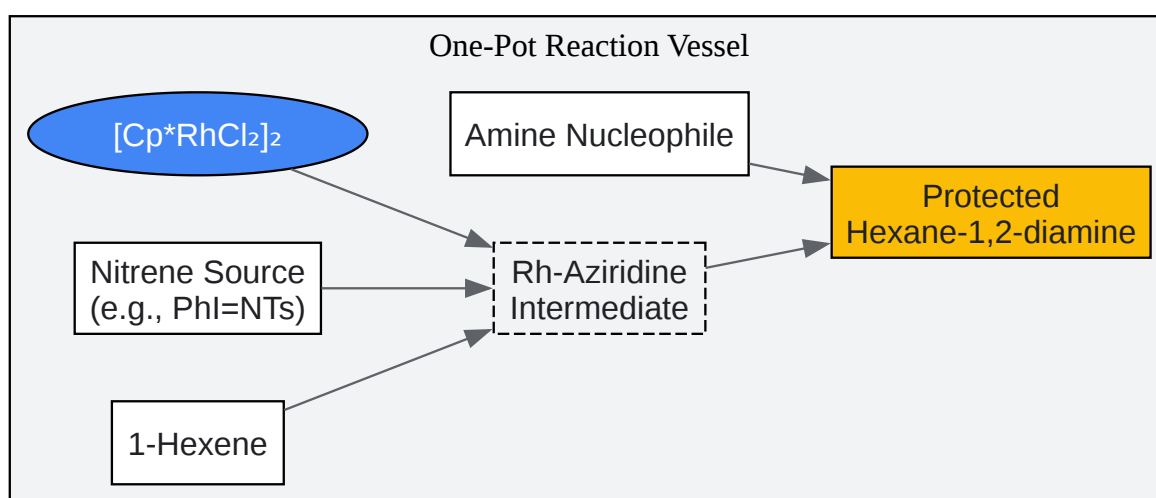 One-Pot Reaction Vessel
[Cp*RhCl₂]₂
Amine Nucleophile
Protected
Hexane-1,2-diamine
Nitrene Source
(e.g., PhI=NTs)
Rh-Aziridine
Intermediate
1-Hexene